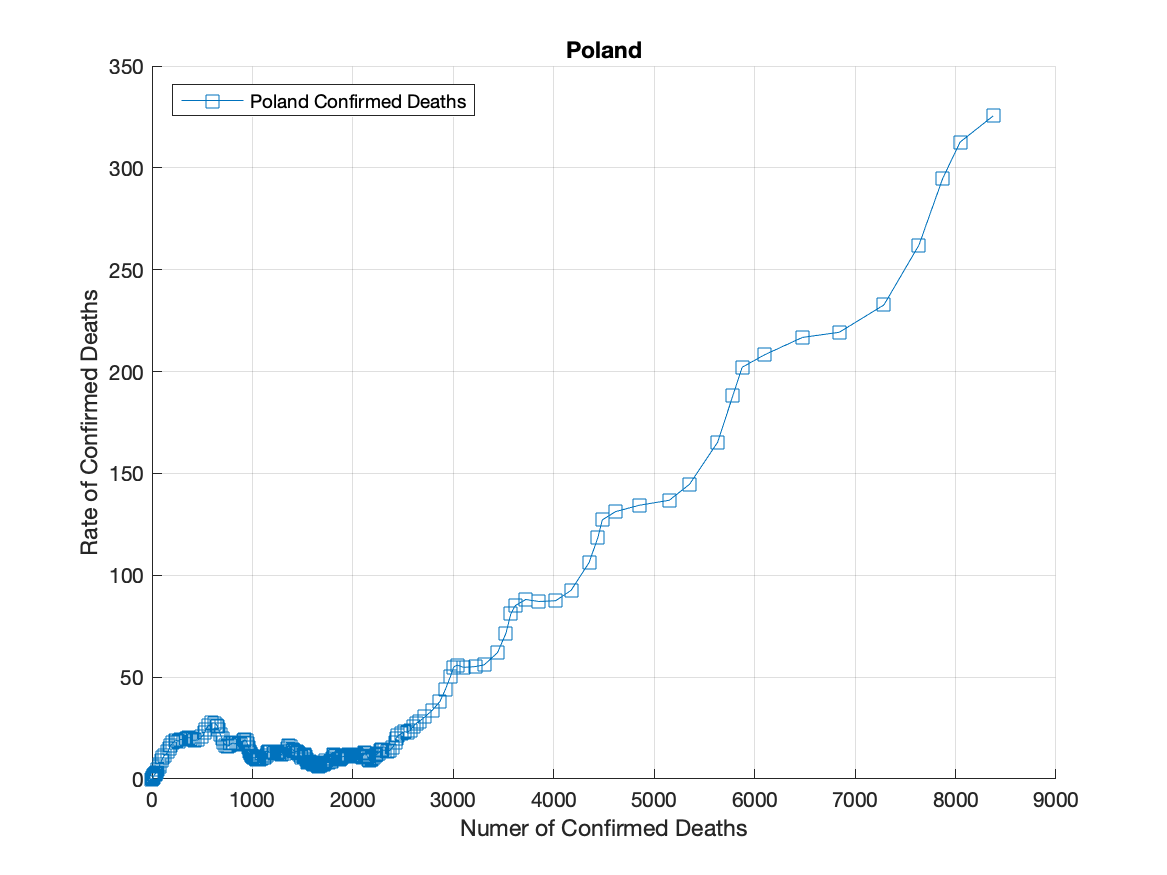 Poland
350
Poland Confirmed Deaths
300
250
200
150
100
50
0
Rate of Confirmed Deaths
0 1000 2000 3000 4000 5000 6000 7000 8000 9000
Numer of Confirmed Deaths